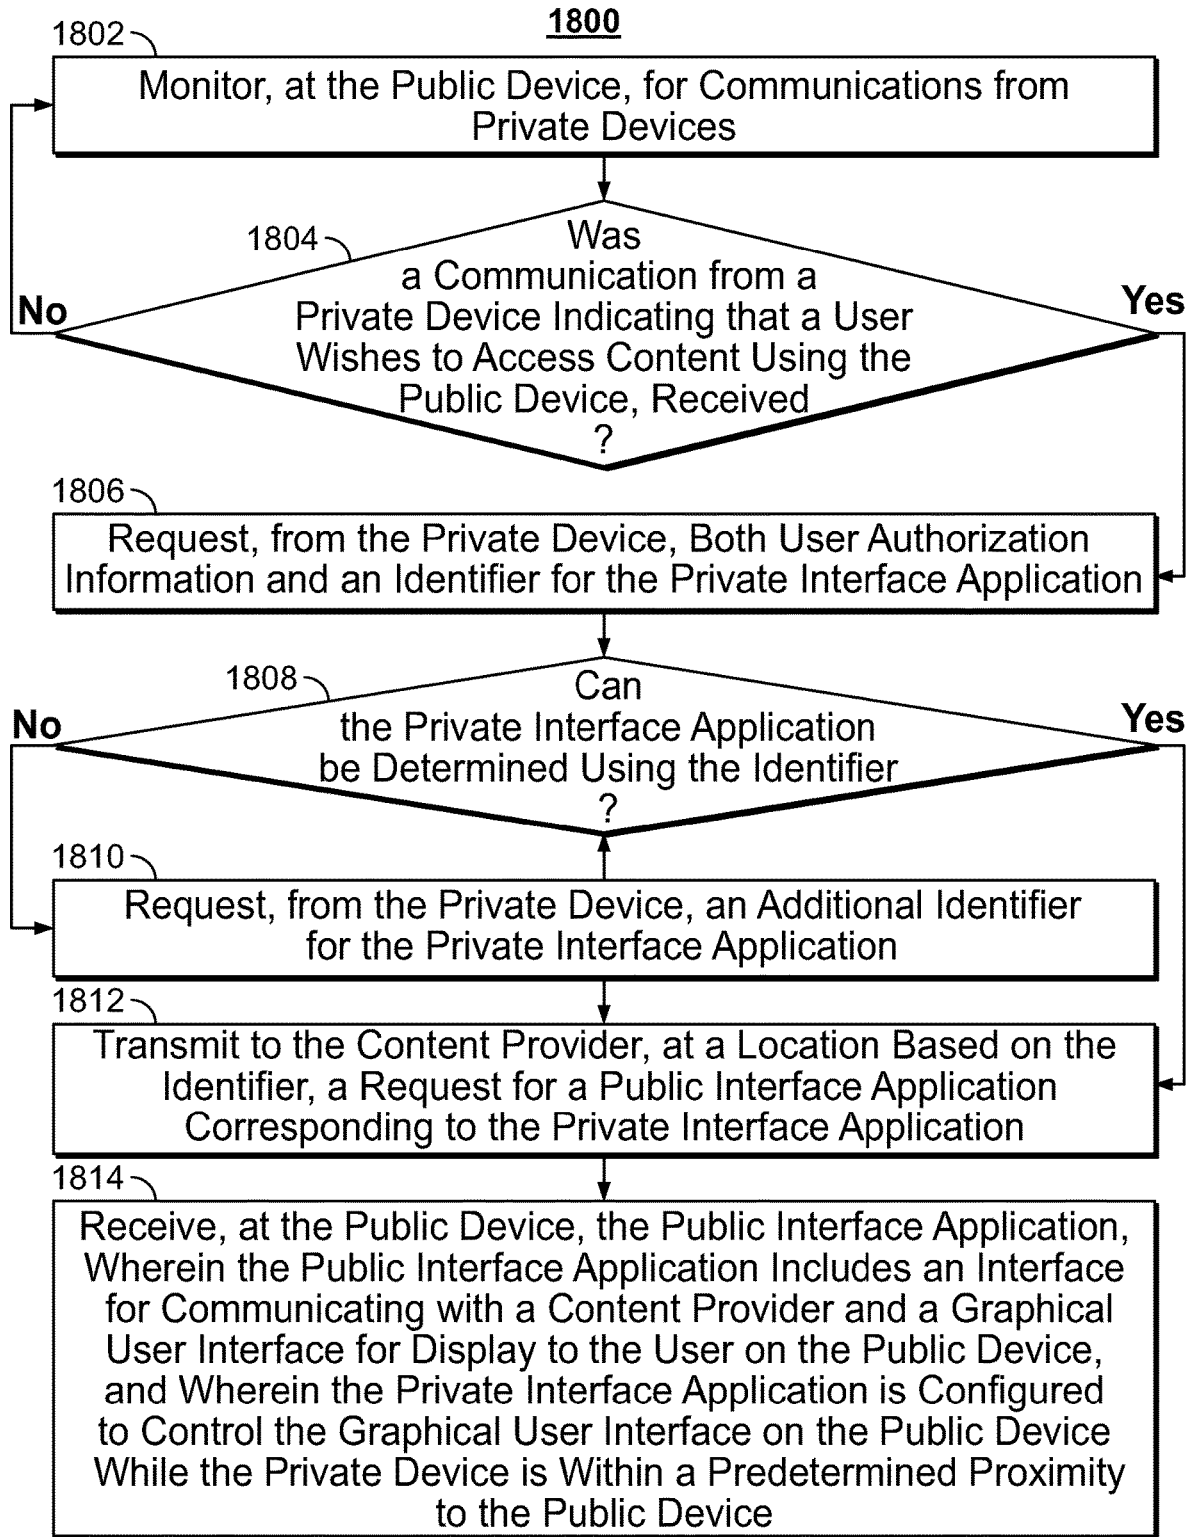 1800
1802
Monitor, at the Public Device, for Communications from
Private Devices
1804
Was
a Communication from a
Private Device Indicating that a User
Wishes to Access Content Using the
Public Device, Received
?
No
Yes
1806
Request, from the Private Device, Both User Authorization
Information and an Identifier for the Private Interface Application
1808
Can
the Private Interface Application
be Determined Using the Identifier
?
No
Yes
1810
Request, from the Private Device, an Additional Identifier
for the Private Interface Application
1812
Transmit to the Content Provider, at a Location Based on the
Identifier, a Request for a Public Interface Application
Corresponding to the Private Interface Application
1814
Receive, at the Public Device, the Public Interface Application,
Wherein the Public Interface Application Includes an Interface
for Communicating with a Content Provider and a Graphical
User Interface for Display to the User on the Public Device,
and Wherein the Private Interface Application is Configured
to Control the Graphical User Interface on the Public Device
While the Private Device is Within a Predetermined Proximity
to the Public Device